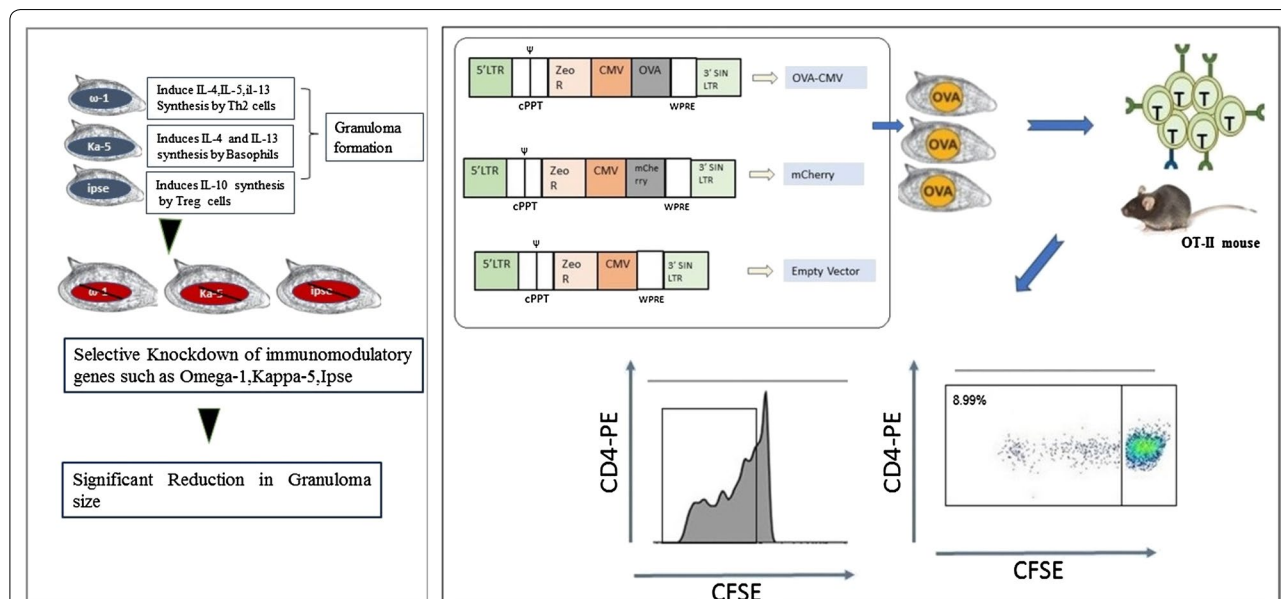 ω-1
Induce IL-4,IL-5,il-13
Synthesis by Th2 cells
Ka-5
Induces IL-4 and IL-13
synthesis by Basophils
ipse
Induces IL-10 synthesis
by Treg cells
Granuloma
formation
ω-1
Ka-5
ipse
Selective Knockdown of immunomodulatory
genes such as Omega-1,Kappa-5,Ipse
Significant Reduction in Granuloma
size
ψ
5'LTR
Zeo
R
CMV
OVA
3' SIN
LTR
cPPT
WPRE
OVA-CMV
ψ
5'LTR
Zeo
R
CMV
mChe
rry
3' SIN
LTR
cPPT
WPRE
mCherry
ψ
5'LTR
Zeo
R
CMV
3' SIN
LTR
cPPT
WPRE
Empty Vector
OVA
OVA
OVA
T
T
T
T
OT-II mouse
CD4-PE
CFSE
CD4-PE
8.99%
CFSE